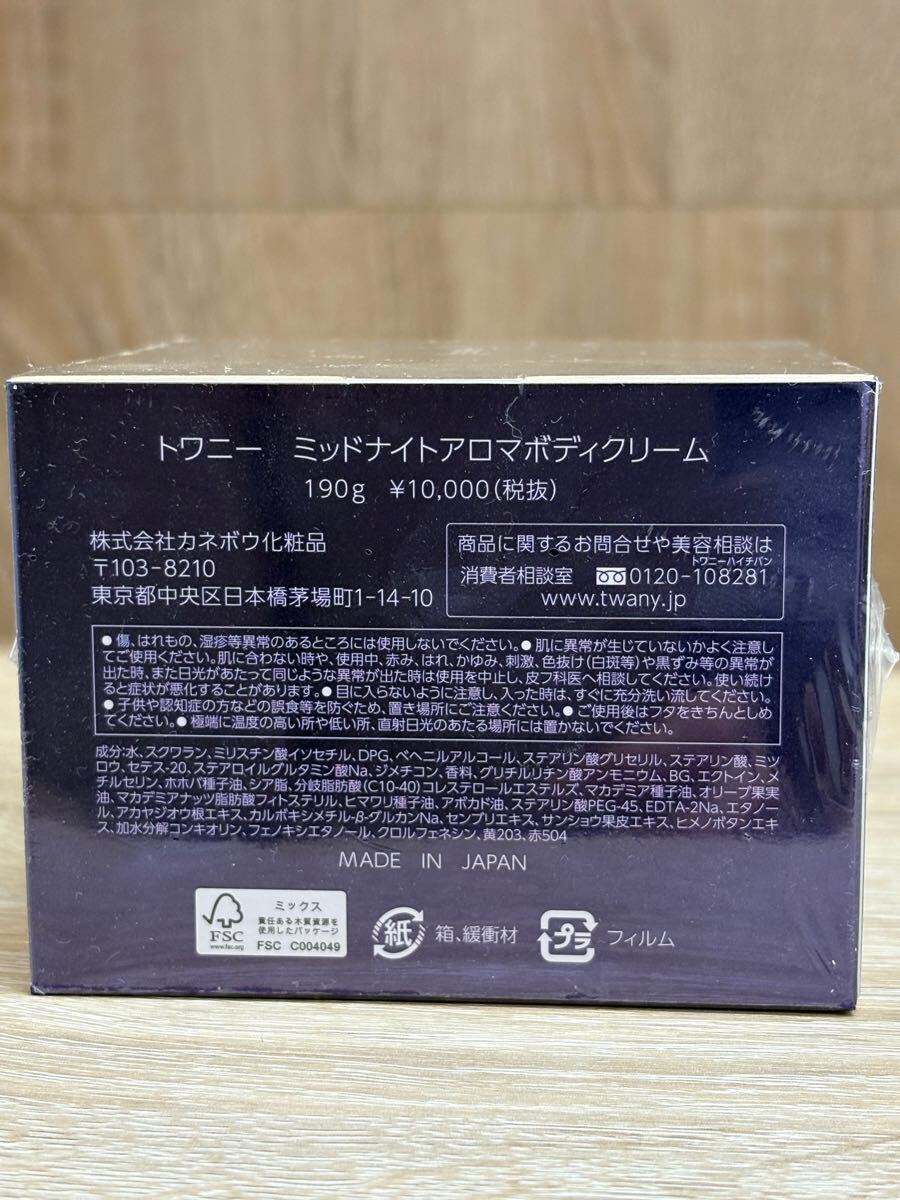 トワニー　ミッドナイトアロマボディクリーム
190g　¥10,000(税抜)
株式会社カネボウ化粧品
〒103-8210
東京都中央区日本橋茅場町1-14-10
商品に関するお問合せや美容相談は
トワニーハイチバン
消費者相談室 0120-108281
www.twany.jp
●傷、はれもの、湿疹等異常のあるところには使用しないでください。●肌に異常が生じていないかよく注意し
てご使用ください。肌に合わない時や、使用中、赤み、はれ、かゆみ、刺激、色抜け(白斑等)や黒ずみ等の異常が
出た時、また日光があたって同じような異常が出た時は使用を中止し、皮フ科医へ相談してください。使い続け
ると症状が悪化することがあります。●目に入らないように注意し、入った時は、すぐに充分洗い流してください。
●子供や認知症の方などの誤食等を防ぐため、置き場所にご注意ください。●ご使用後はフタをきちんとしめ
てください。●極端に温度の高い所や低い所、直射日光のあたる場所には置かないでください。
成分:水、スクワラン、ミリスチン酸イソセチル、DPG、ベヘニルアルコール、ステアリン酸グリセリル、ステアリン酸、ミツ
ロウ、セテス-20、ステアロイルグルタミン酸Na、ジメチコン、香料、グリチルリチン酸アンモニウム、BG、エクトイン、メ
チルセリン、ホホバ種子油、シア脂、分岐脂肪酸(C10-40)コレステロールエステルズ、マカデミア種子油、オリーブ果実
油、マカデミアナッツ脂肪酸フィトステリル、ヒマワリ種子油、アボカド油、ステアリン酸PEG-45、EDTA-2Na、エタノー
ル、アカヤジオウ根エキス、カルボキシメチル-β-グルカンNa、センブリエキス、サンショウ果皮エキス、ヒメノボタンエキ
ス、加水分解コンキオリン、フェノキシエタノール、クロルフェネシン、黄203、赤504
MADE IN JAPAN
FSC
www.fsc.org
ミックス
責任ある木質資源を
使用したパッケージ
FSC C004049
紙
箱、緩衝材
プラ
フィルム